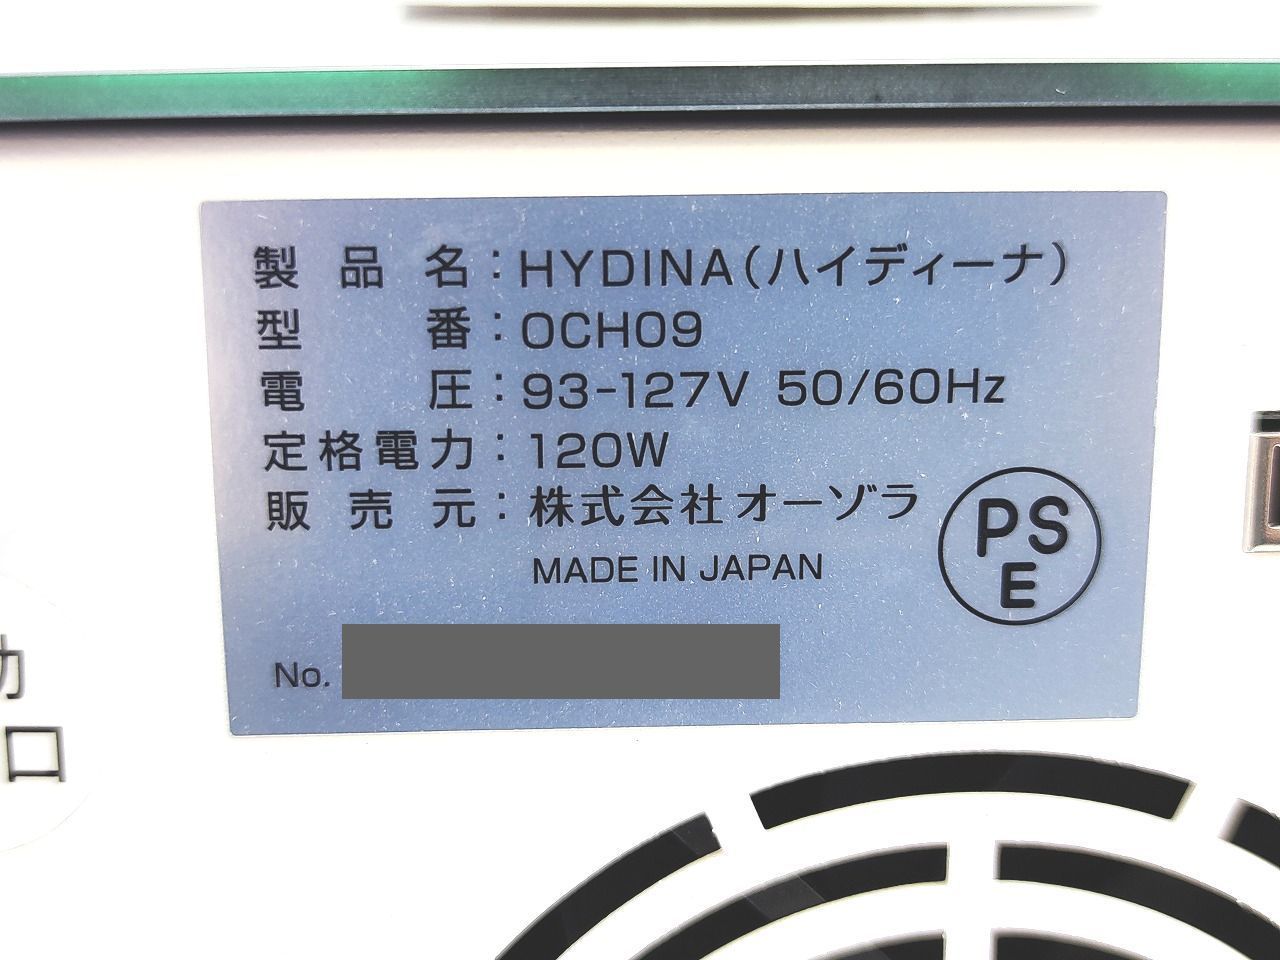 製品名：HYDINA（ハイディーナ）
型番：OCH09
電圧：93-127V 50/60Hz
定格電力：120W
販売元：株式会社オーゾラ
MADE IN JAPAN
PS
E
No.
口